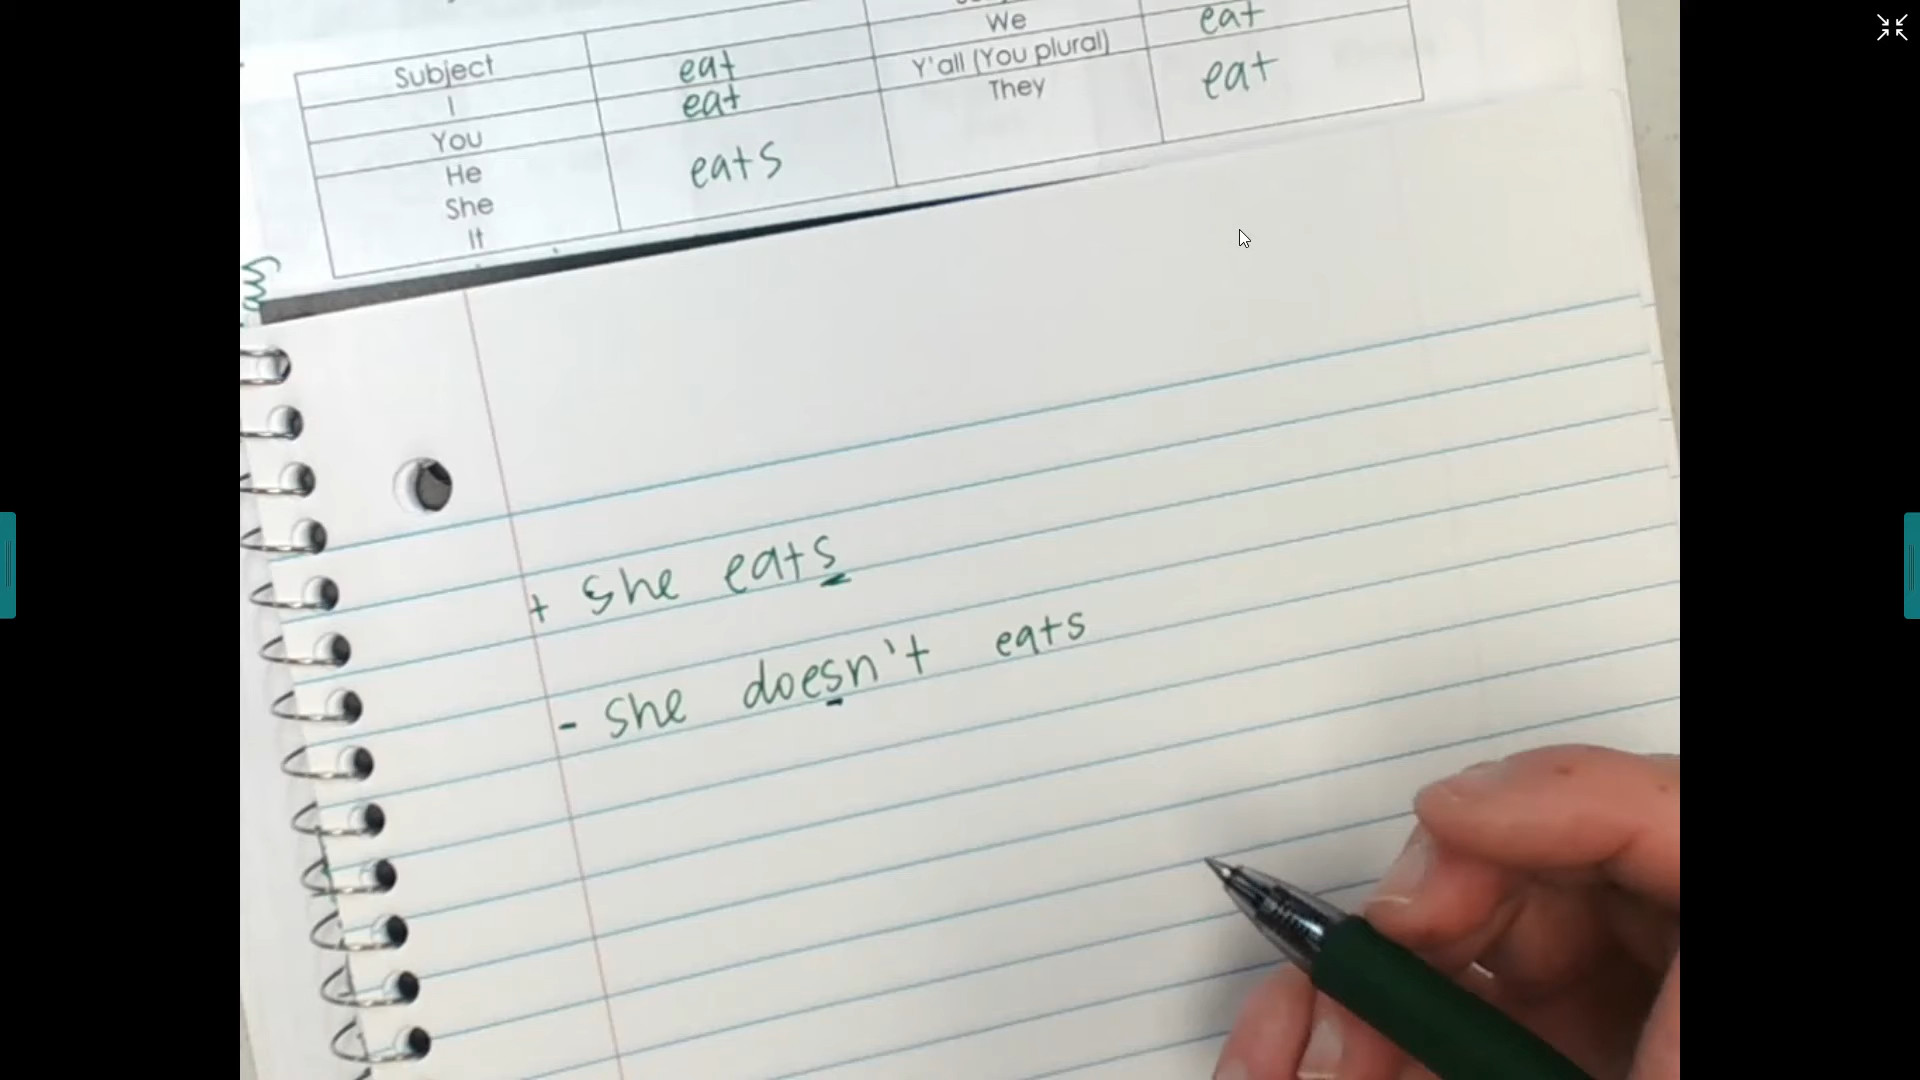 Subject
I eat
You eat
He
She eats
It
We eat
Y'all (You plural)
They eat
+ She eats
- She doesn't eats